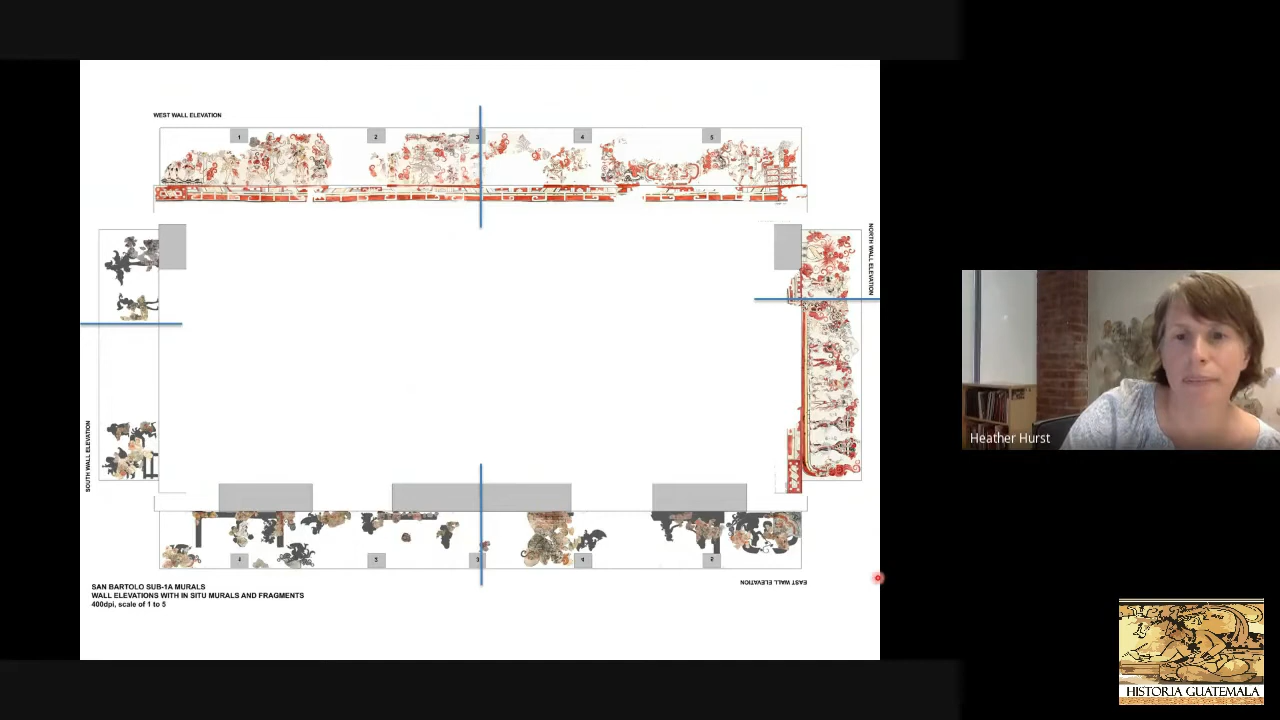 WEST WALL ELEVATION
1
2
3
4
5
NORTH WALL ELEVATION
SOUTH WALL ELEVATION
1
2
3
4
5
EAST WALL ELEVATION
SAN BARTOLO SUB-1A MURALS
WALL ELEVATIONS WITH IN SITU MURALS AND FRAGMENTS
400dpi, scale of 1 to 5
Heather Hurst
HISTORIA GUATEMALA